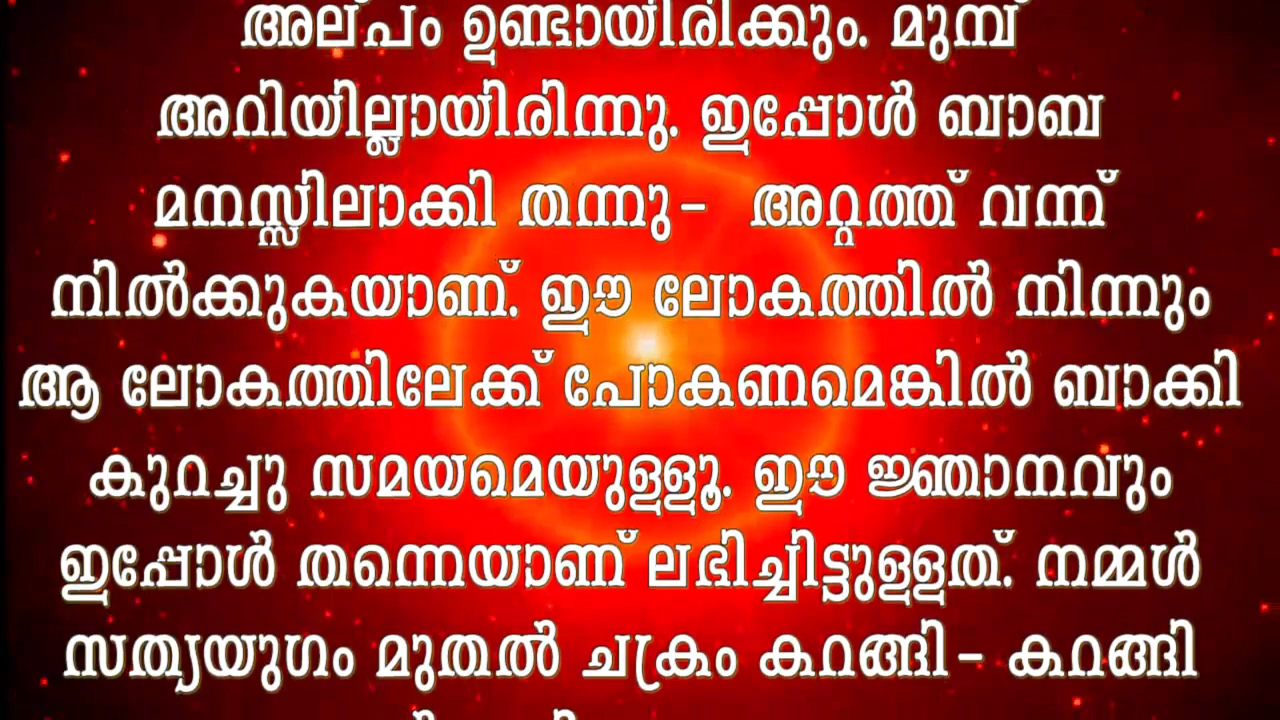 അല്പം ഉണ്ടായിരിക്കും. മുമ്പ്
അറിയില്ലായിരിന്നു. ഇപ്പോൾ ബാബ
മനസ്സിലാക്കി തന്നു- അറ്റത്ത് വന്ന്
നിൽക്കുകയാണ്. ഈ ലോകത്തിൽ നിന്നും
ആ ലോകത്തിലേക്ക് പോകണമെങ്കിൽ ബാക്കി
കുറച്ചു സമയമെയുള്ളൂ. ഈ ജ്ഞാനവും
ഇപ്പോൾ തന്നെയാണ് ലഭിച്ചിട്ടുള്ളത്. നമ്മൾ
സത്യയുഗം മുതൽ ചക്രം കറങ്ങി- കറങ്ങി